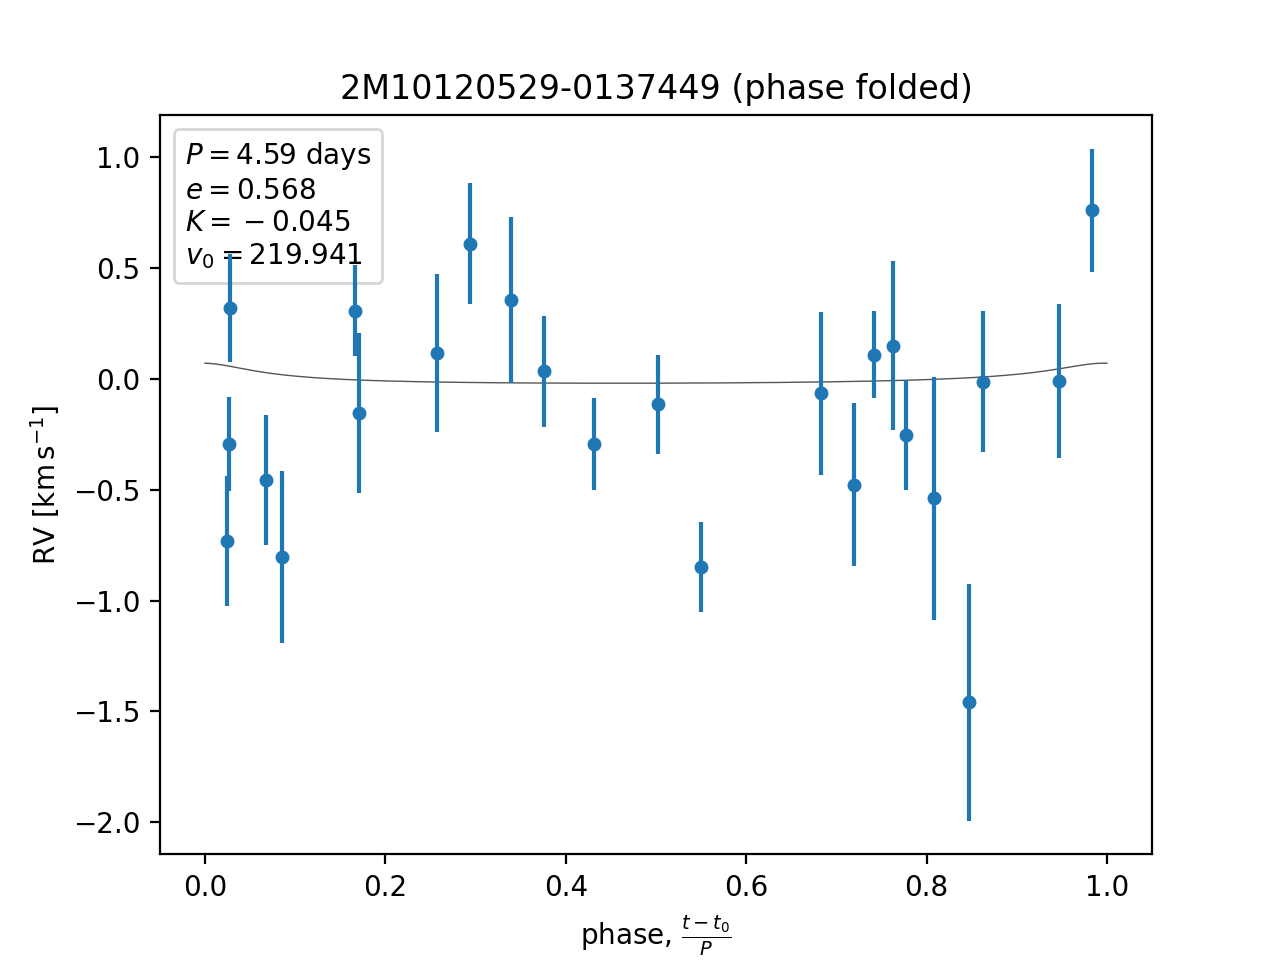 2M10120529-0137449 (phase folded)
P = 4.59 days
e = 0.568
K = −0.045
v₀ = 219.941
1.0
0.5
0.0
−0.5
−1.0
−1.5
−2.0
RV [km s⁻¹]
0.0 0.2 0.4 0.6 0.8 1.0
phase, (t − t₀)/P